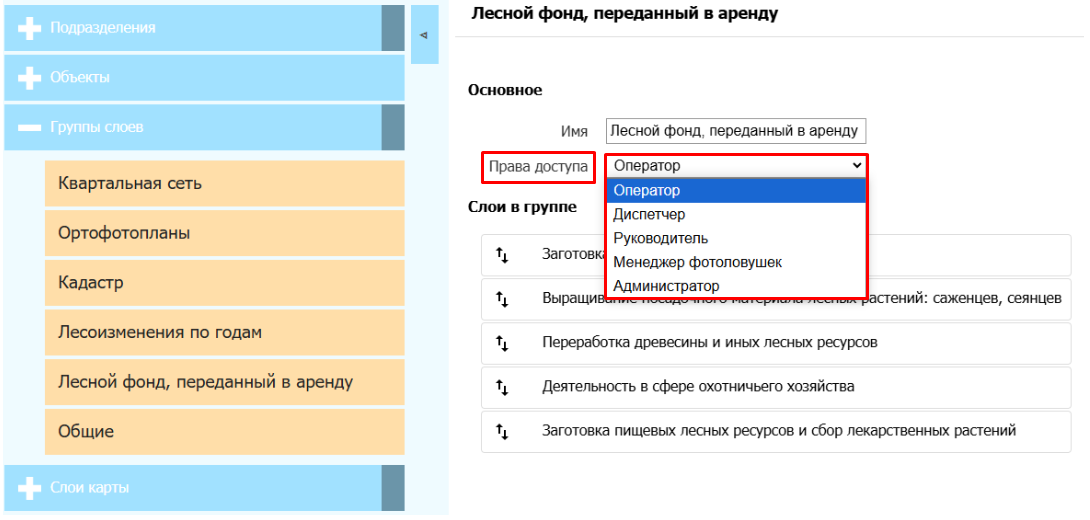 Подразделения
Объекты
Группы слоев
Квартальная сеть
Ортофотопланы
Кадастр
Лесоизменения по годам
Лесной фонд, переданный в аренду
Общие
Слои карты
Лесной фонд, переданный в аренду
Основное
Имя Лесной фонд, переданный в аренду
Права доступа Оператор
Оператор
Диспетчер
Руководитель
Менеджер фотоловушек
Администратор
Слои в группе
Заготовка
Выращивание посадочного материала лесных растений: саженцев, сеянцев
Переработка древесины и иных лесных ресурсов
Деятельность в сфере охотничьего хозяйства
Заготовка пищевых лесных ресурсов и сбор лекарственных растений